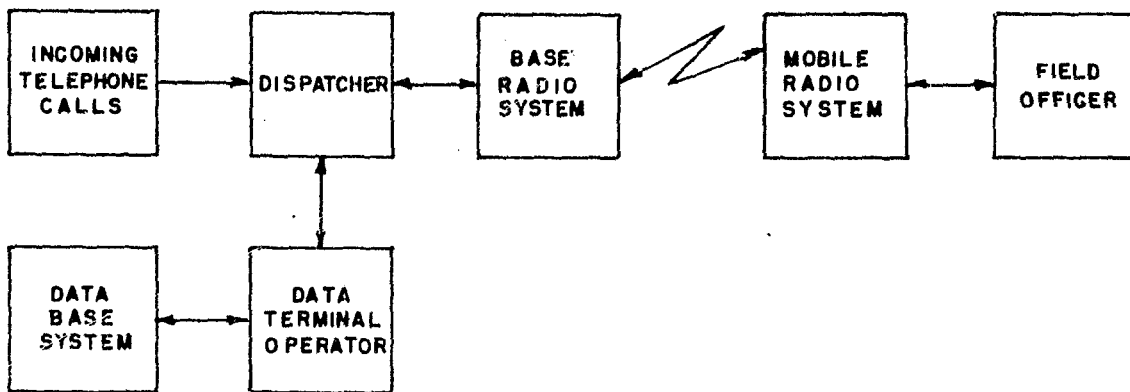 INCOMING
TELEPHONE
CALLS
DISPATCHER
BASE
RADIO
SYSTEM
MOBILE
RADIO
SYSTEM
FIELD
OFFICER
DATA
BASE
SYSTEM
DATA
TERMINAL
OPERATOR